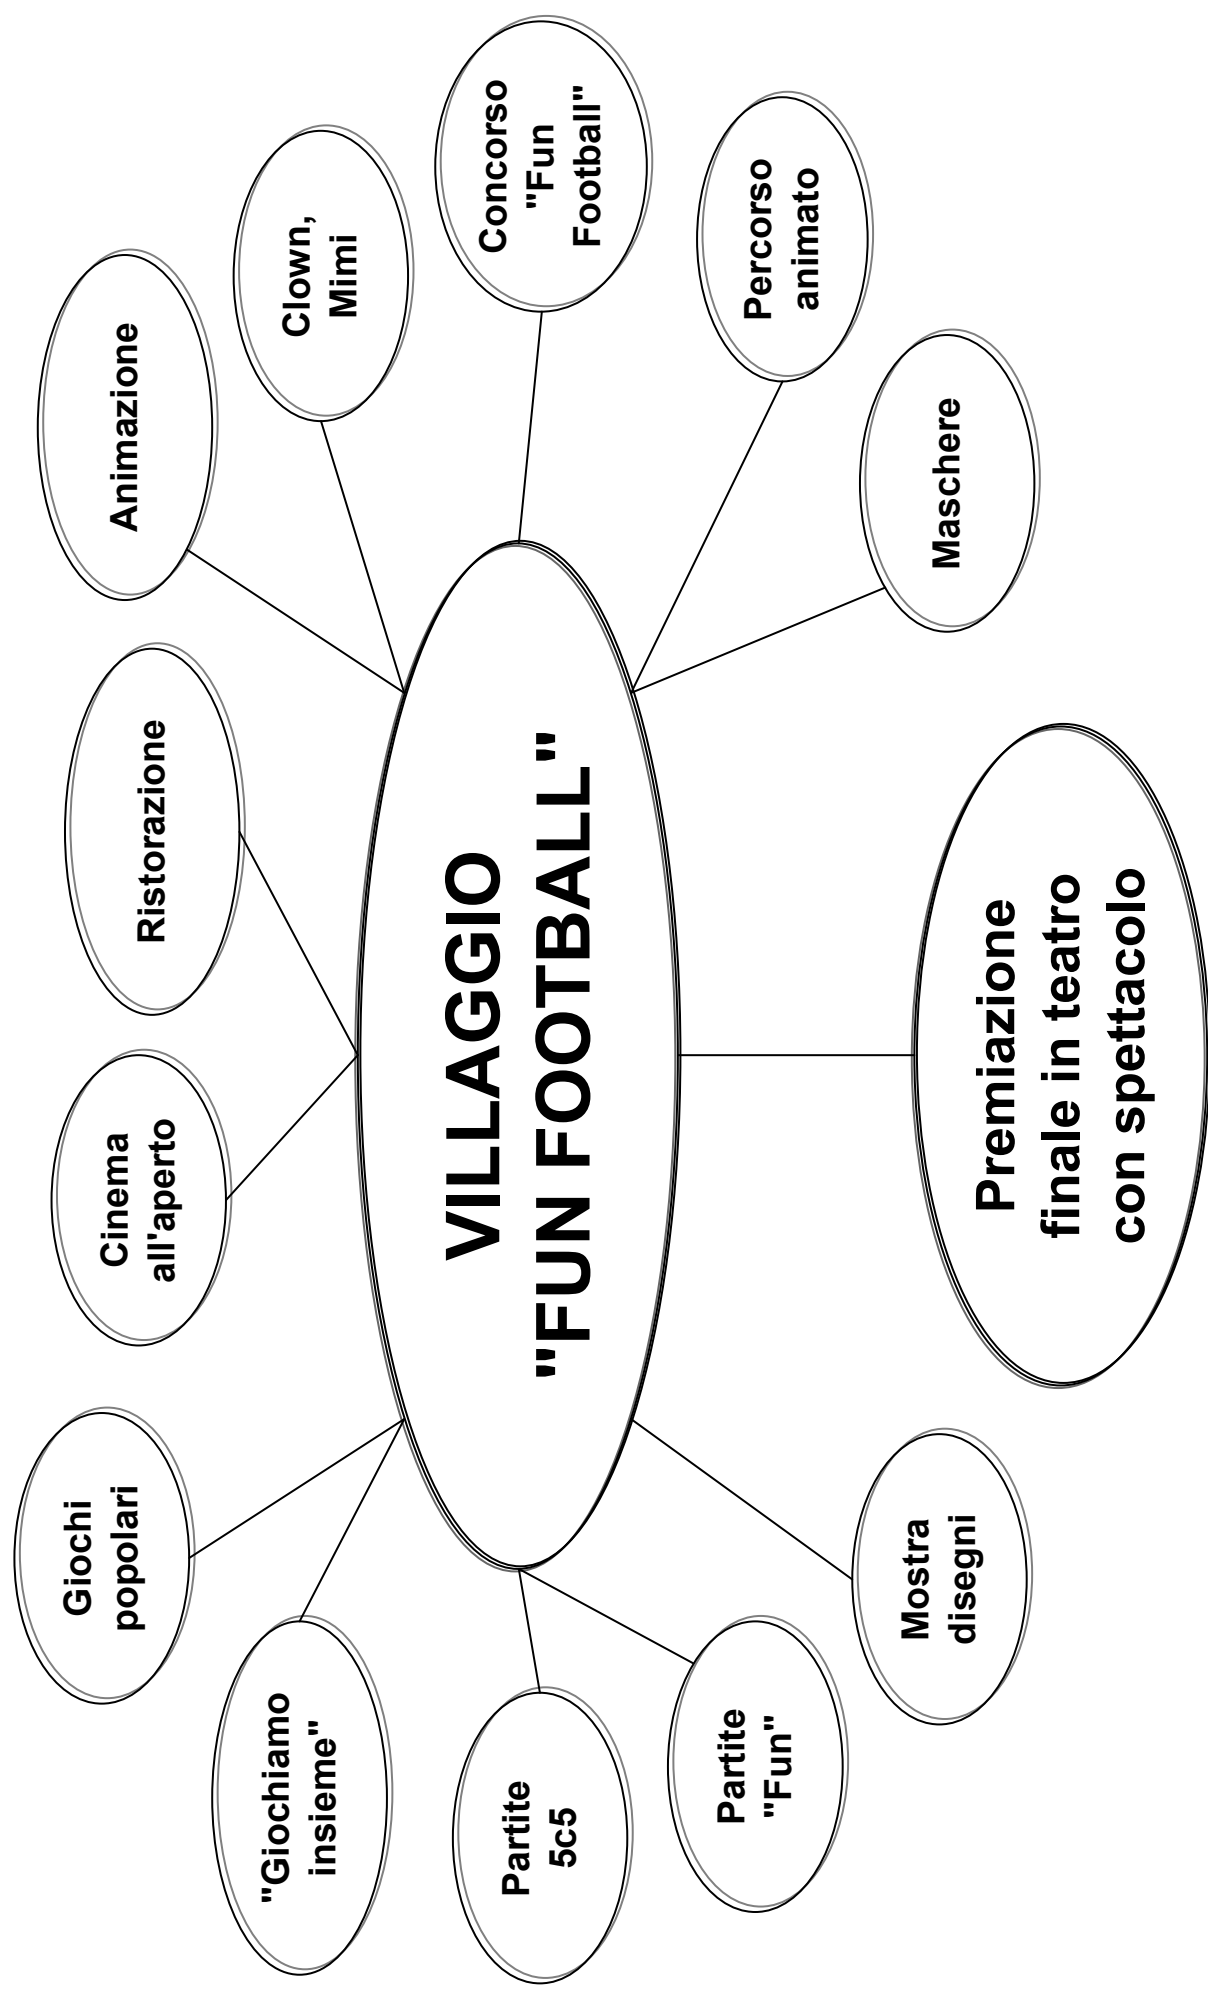 Giochi
popolari
Cinema
all'aperto
Ristorazione
Animazione
"Giochiamo
insieme"
Clown,
Mimi
Partite
5c5
VILLAGGIO
"FUN FOOTBALL"
Concorso
"Fun
Football"
Partite
"Fun"
Percorso
animato
Mostra
disegni
Maschere
Premiazione
finale in teatro
con spettacolo